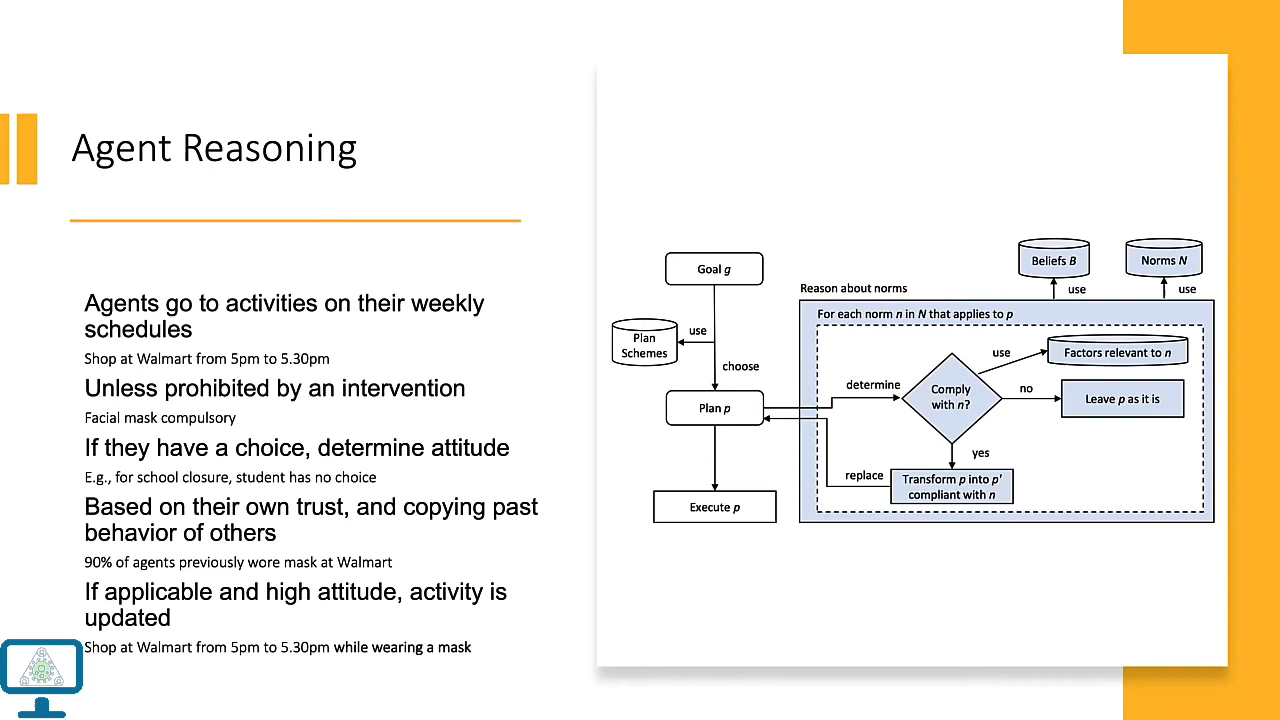 Agent Reasoning
Agents go to activities on their weekly
schedules
Shop at Walmart from 5pm to 5.30pm
Unless prohibited by an intervention
Facial mask compulsory
If they have a choice, determine attitude
E.g., for school closure, student has no choice
Based on their own trust, and copying past
behavior of others
90% of agents previously wore mask at Walmart
If applicable and high attitude, activity is
updated
Shop at Walmart from 5pm to 5.30pm while wearing a mask
Goal g
use
Plan
Schemes
choose
Plan p
Execute p
Beliefs B
Norms N
use
use
Reason about norms
For each norm n in N that applies to p
determine
Comply
with n?
use
Factors relevant to n
no
Leave p as it is
yes
replace
Transform p into p'
compliant with n